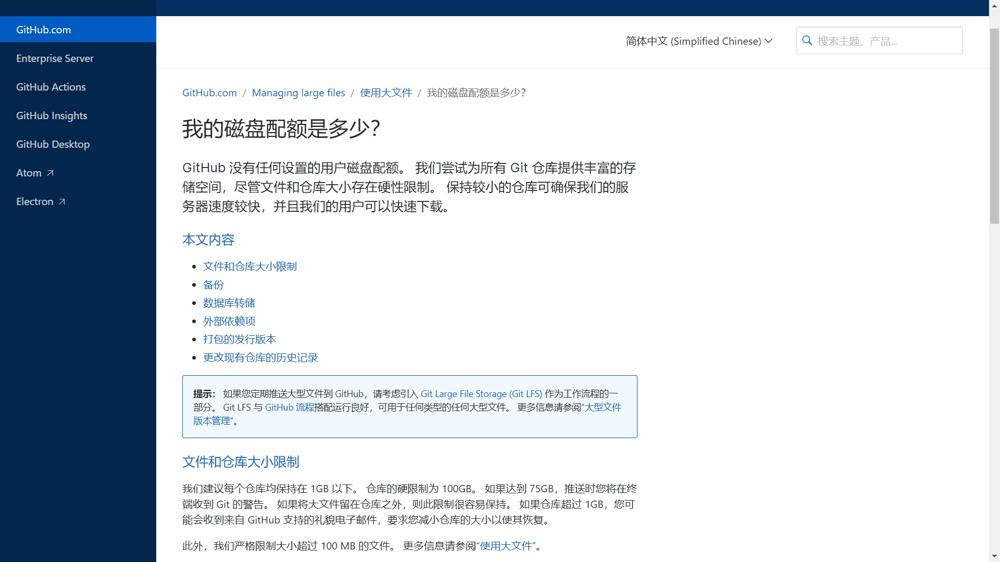 GitHub.com
Enterprise Server
GitHub Actions
GitHub Insights
GitHub Desktop
Atom
Electron
简体中文 (Simplified Chinese)
搜索主题、产品...
GitHub.com / Managing large files / 使用大文件 / 我的磁盘配额是多少？
我的磁盘配额是多少？
GitHub 没有任何设置的用户磁盘配额。 我们尝试为所有 Git 仓库提供丰富的存
储空间，尽管文件和仓库大小存在硬性限制。 保持较小的仓库可确保我们的服
务器速度较快，并且我们的用户可以快速下载。
本文内容
文件和仓库大小限制
备份
数据库转储
外部依赖项
打包的发行版本
更改现有仓库的历史记录
提示： 如果您定期推送大型文件到 GitHub，请考虑引入 Git Large File Storage (Git LFS) 作为工作流程的一
部分。 Git LFS 与 GitHub 流程搭配运行良好，可用于任何类型的任何大型文件。 更多信息请参阅“大型文件
版本管理”。
文件和仓库大小限制
我们建议每个仓库均保持在 1GB 以下。 仓库的硬限制为 100GB。 如果达到 75GB，推送时您将在终
端收到 Git 的警告。 如果将大文件留在仓库之外，则此限制很容易保持。 如果仓库超过 1GB，您可
能会收到来自 GitHub 支持的礼貌电子邮件，要求您减小仓库的大小以使其恢复。
此外，我们严格限制大小超过 100 MB 的文件。 更多信息请参阅“使用大文件”。